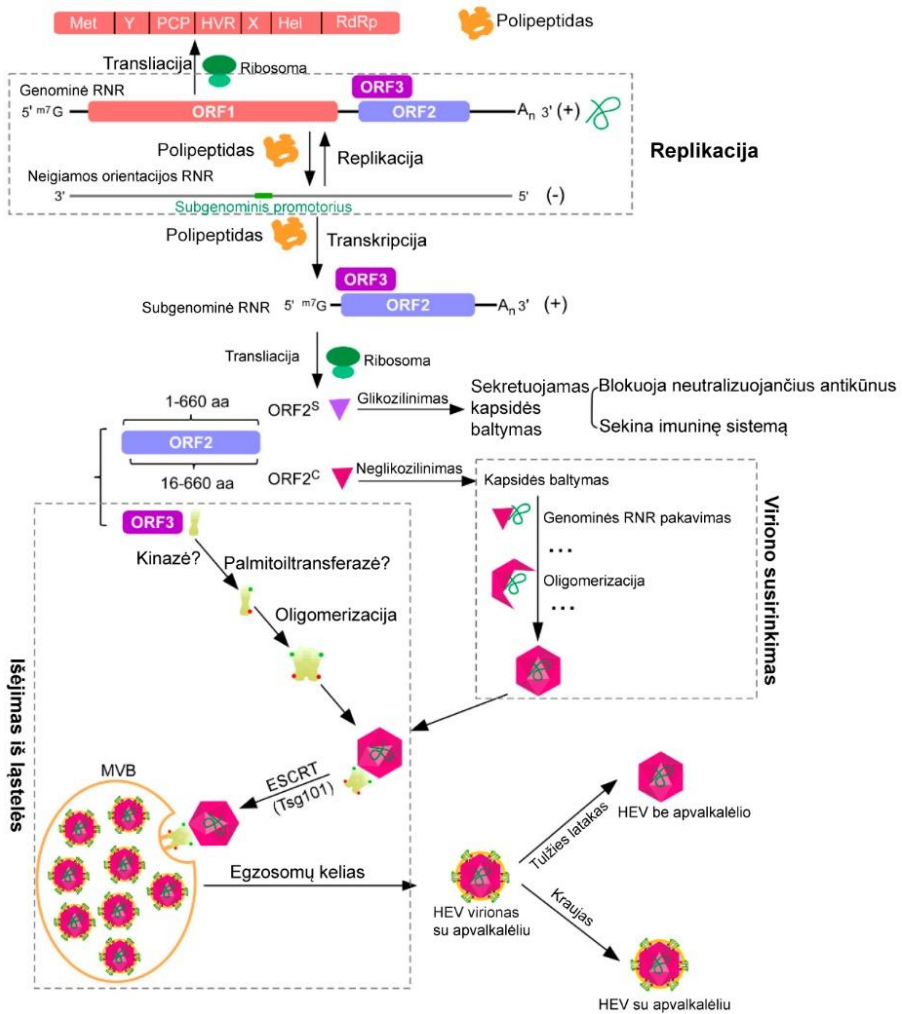 Met Y PCP HVR X Hel RdRp
Polipeptidas
Transliacija
Ribosoma
Genominė RNR
ORF3
5' m7G ORF1 ORF2 An 3' (+)
Polipeptidas
Replikacija
Replikacija
Neigiamos orientacijos RNR
3' 5' (-)
Subgenominis promotorius
Polipeptidas
Transkripcija
ORF3
Subgenominė RNR 5' m7G ORF2 An 3' (+)
Transliacija
Ribosoma
1-660 aa
ORF2
16-660 aa
ORF2S
Glikozilinimas
Sekretuojamas
kapsidės
baltymas
Blokuoja neutralizuojančius antikūnus
Sekina imuninę sistemą
ORF2C
Neglikozilinimas
Kapsidės baltymas
Genominės RNR pakavimas
...
Oligomerizacija
...
Viriono susirinkimas
ORF3
Kinazė?
Palmitoiltransferazė?
Oligomerizacija
Išėjimas iš ląstelės
ESCRT
(Tsg101)
MVB
Egzosomų kelias
HEV virionas
su apvalkalėliu
Tulžies latakas
HEV be apvalkalėlio
Kraujas
HEV su apvalkalėliu